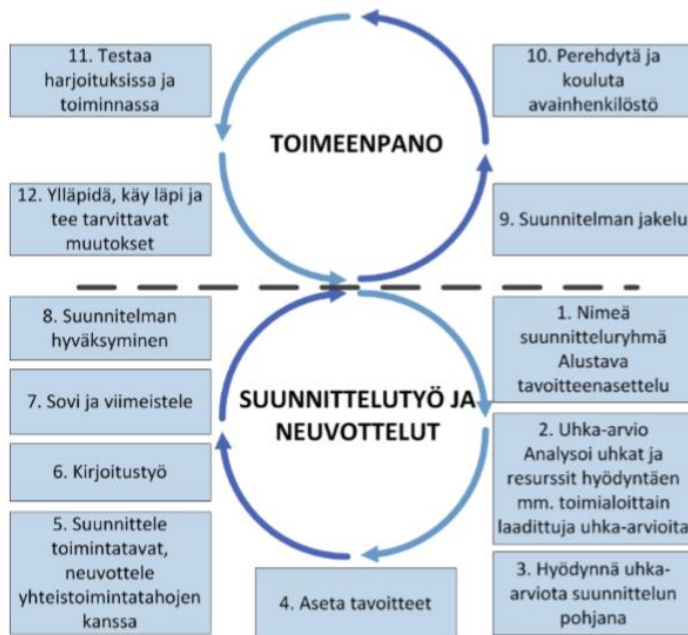 11. Testaa
harjoituksissa ja
toiminnassa
10. Perehdytä ja
kouluta
avainhenkilöstö
TOIMEENPANO
12. Ylläpidä, käy läpi ja
tee tarvittavat
muutokset
9. Suunnitelman jakelu
8. Suunnitelman
hyväksyminen
1. Nimeä
suunnitteluryhmä
Alustava
tavoitteenasettelu
7. Sovi ja viimeistele
SUUNNITTELUTYÖ JA
NEUVOTTELUT
2. Uhka-arvio
Analysoi uhkat ja
resurssit hyödyntäen
mm. toimialoittain
laadittuja uhka-arvioita
6. Kirjoitustyö
5. Suunnittele
toimintatavat,
neuvottele
yhteistoimintatahojen
kanssa
4. Aseta tavoitteet
3. Hyödynnä uhka-
arviota suunnittelun
pohjana